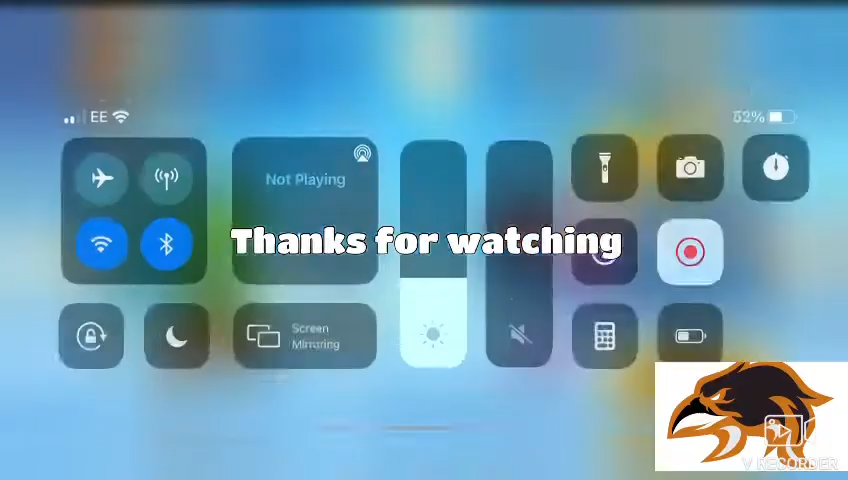 EE
52%
Not Playing
Thanks for watching
Screen
Mirroring
V RECORDER